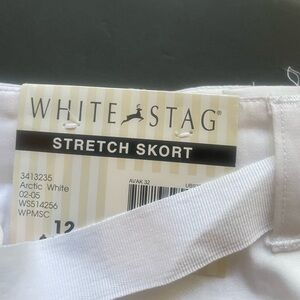 WHITE STAG
STRETCH SKORT
3413235
Arctic White
02-05
WS514256
WPMSC
AVAK 32
12